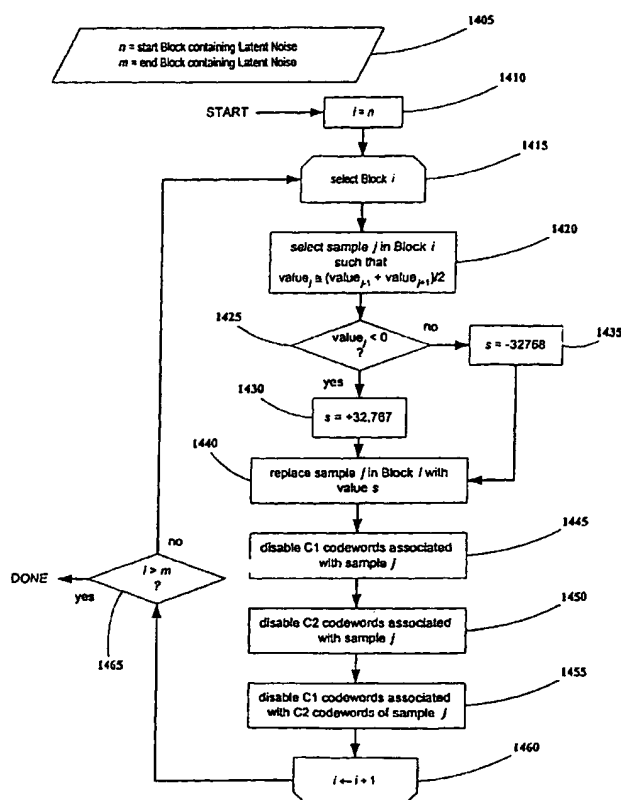 n = start Block containing Latent Noise
m = end Block containing Latent Noise
1405
START
i = n
1410
select Block i
1415
select sample j in Block i
such that
value_j ≅ (value_j-1 + value_j+1)/2
1420
1425
value_j < 0
?
no
s = -32768
1435
yes
1430
s = +32,767
1440
replace sample j in Block i with
value s
disable C1 codewords associated
with sample j
1445
disable C2 codewords associated
with sample j
1450
disable C1 codewords associated
with C2 codewords of sample j
1455
i ← i + 1
1460
no
i > m
?
DONE
yes
1465